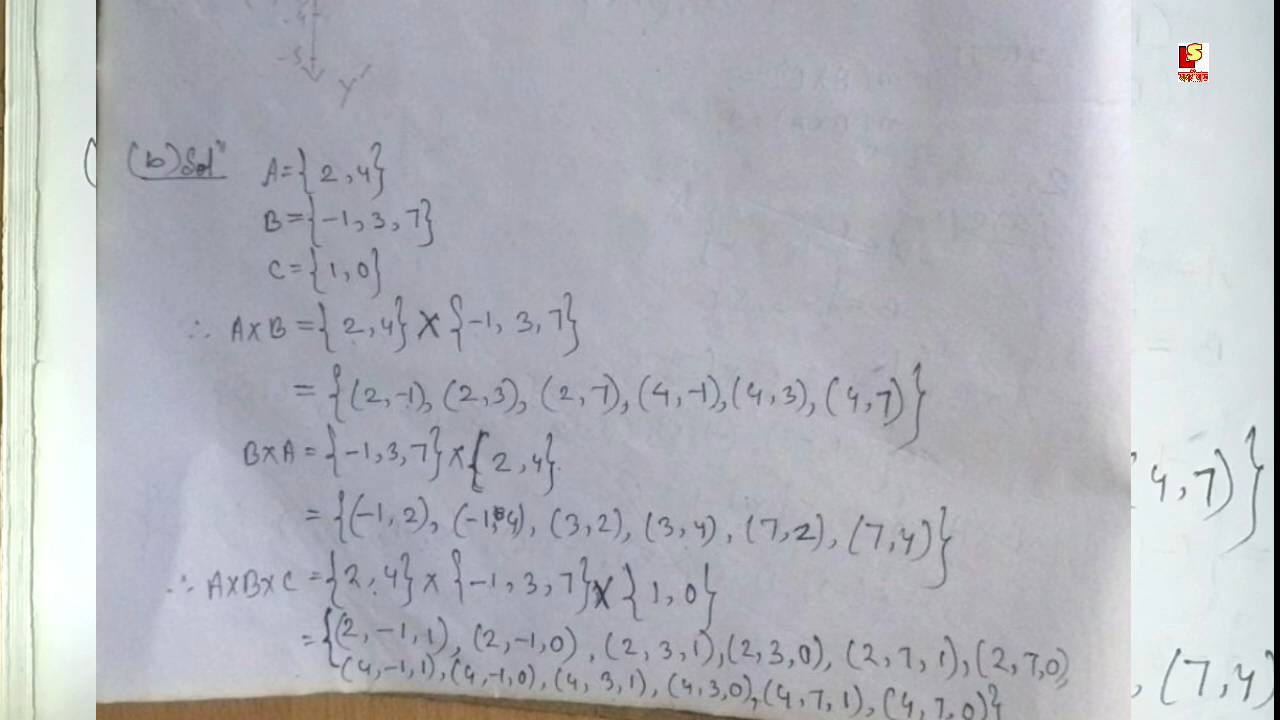 -4
-5
Y'
(b) Solⁿ A={2,4}
B={-1,3,7}
C={1,0}
∴ A×B={2,4}×{-1,3,7}
={(2,-1),(2,3),(2,7),(4,-1),(4,3),(4,7)}
B×A={-1,3,7}×{2,4}.
={(-1,2),(-1,4),(3,2),(3,4),(7,2),(7,4)}
∴ A×B×C={2,4}×{-1,3,7}×{1,0}
={(2,-1,1),(2,-1,0),(2,3,1),(2,3,0),(2,7,1),(2,7,0),
(4,-1,1),(4,-1,0),(4,3,1),(4,3,0),(4,7,1),(4,7,0)}
4,7)}
,(7,4)
LS